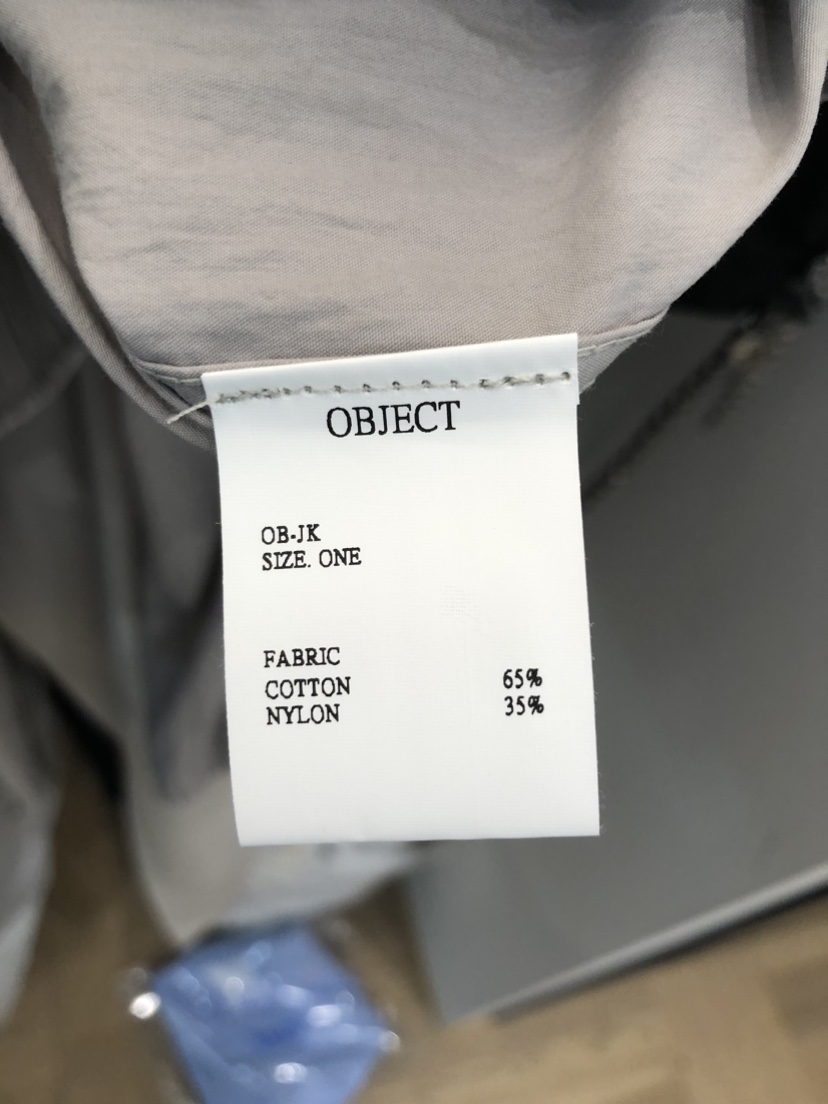 OBJECT
OB-JK
SIZE. ONE
FABRIC
COTTON 65%
NYLON 35%